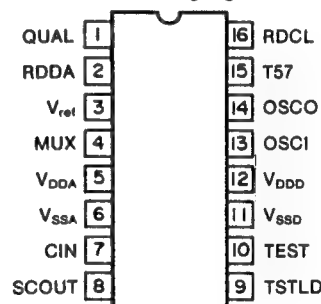 QUAL 1 16 RDCL
RDDA 2 15 T57
Vref 3 14 OSCO
MUX 4 13 OSCI
VDDA 5 12 VDDD
VSSA 6 11 VSSD
CIN 7 10 TEST
SCOUT 8 9 TSTLD